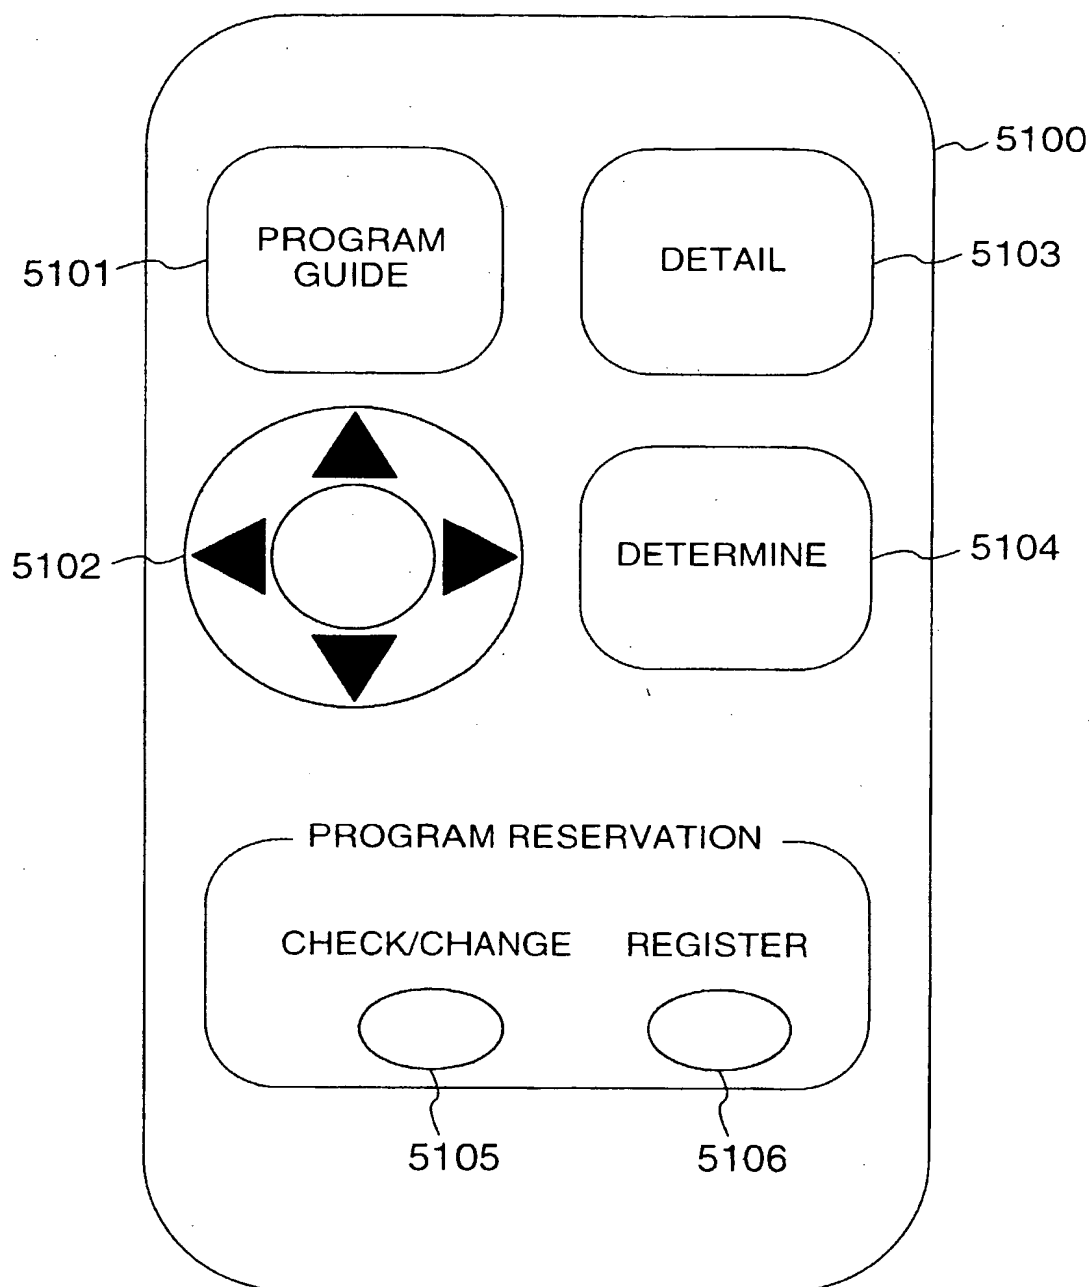 5100
PROGRAM
GUIDE
DETAIL
5101
5103
5102
DETERMINE
5104
PROGRAM RESERVATION
CHECK/CHANGE
REGISTER
5105
5106